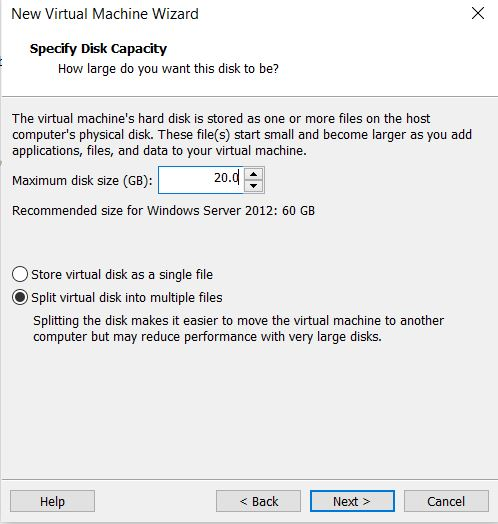 New Virtual Machine Wizard
Specify Disk Capacity
How large do you want this disk to be?
The virtual machine's hard disk is stored as one or more files on the host
computer's physical disk. These file(s) start small and become larger as you add
applications, files, and data to your virtual machine.
Maximum disk size (GB): 20.0
Recommended size for Windows Server 2012: 60 GB
Store virtual disk as a single file
Split virtual disk into multiple files
Splitting the disk makes it easier to move the virtual machine to another
computer but may reduce performance with very large disks.
Help < Back Next > Cancel